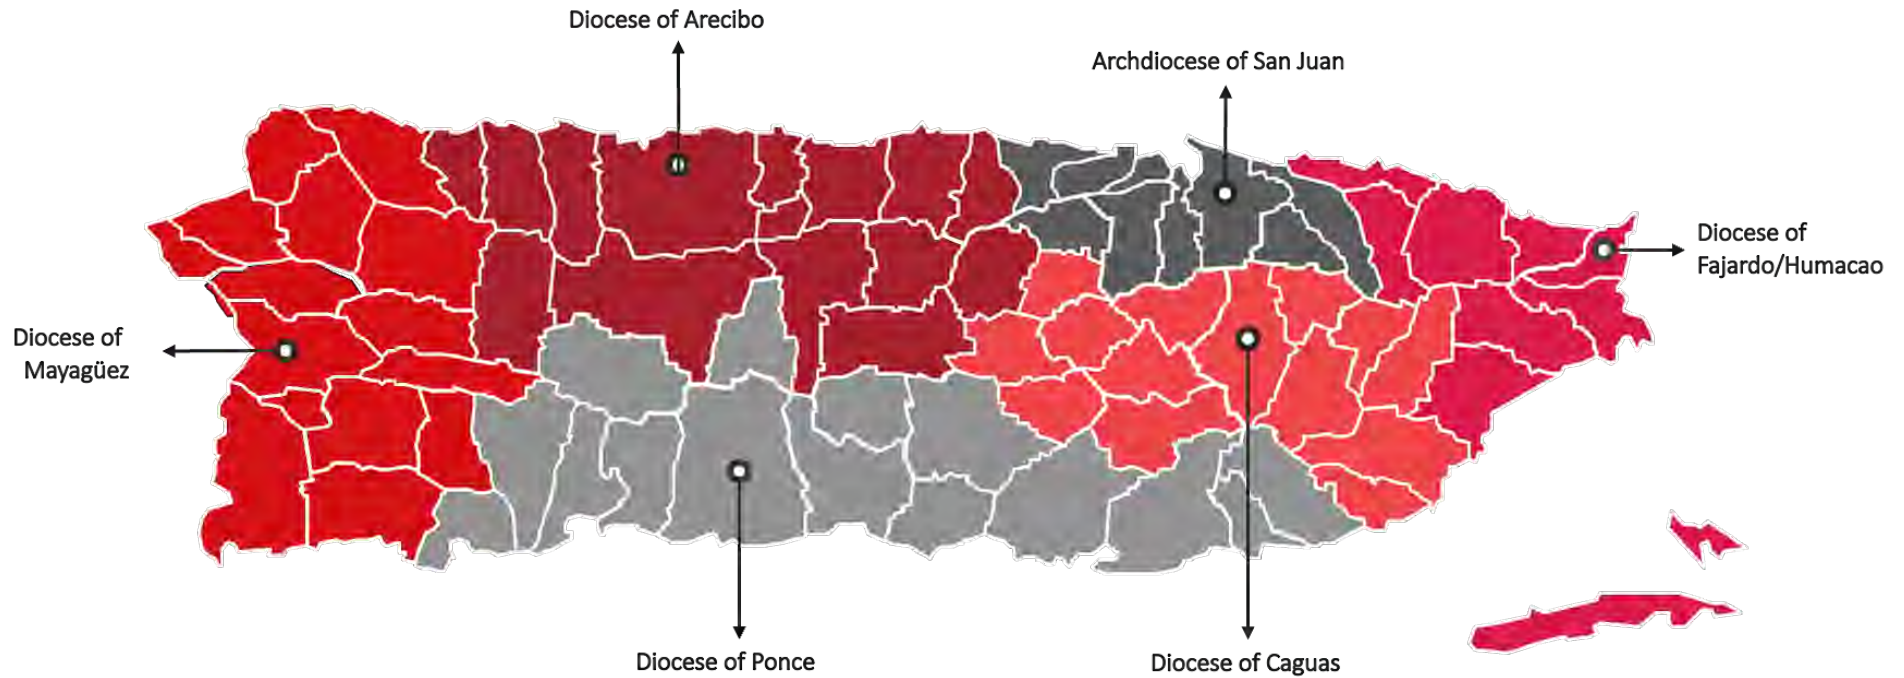 Diocese of Arecibo
Archdiocese of San Juan
Diocese of
Fajardo/Humacao
Diocese of
Mayagüez
Diocese of Ponce
Diocese of Caguas